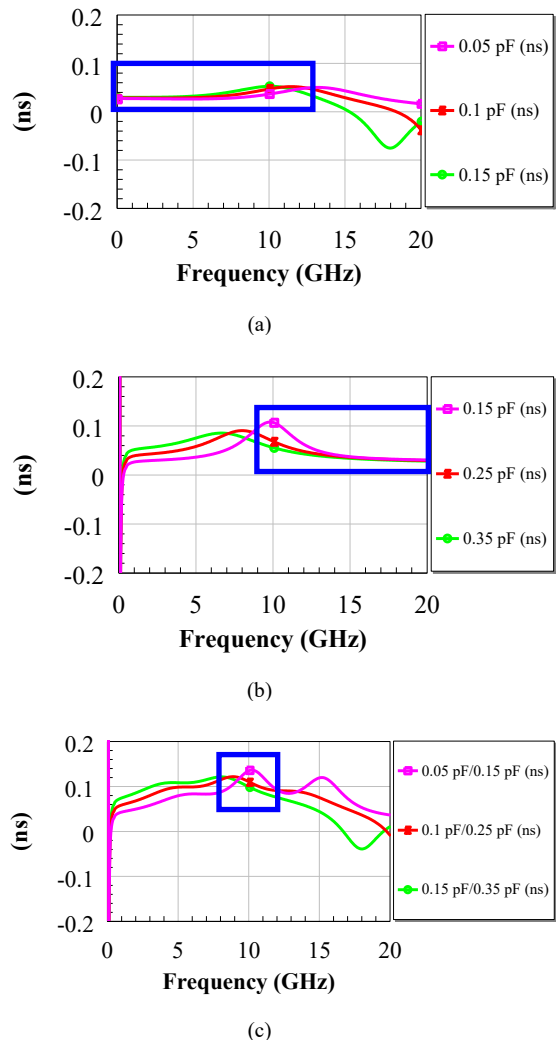 0.2
0.1
0
-0.1
-0.2
(ns)
0 10 20
Frequency (GHz)
0.05 pF (ns)
0.1 pF (ns)
0.15 pF (ns)
(a)
0.2
0.1
0
-0.1
-0.2
(ns)
0 5 10 15 20
Frequency (GHz)
0.15 pF (ns)
0.25 pF (ns)
0.35 pF (ns)
(b)
0.2
0.1
0
-0.1
-0.2
(ns)
0 5 10 15 20
Frequency (GHz)
0.05 pF/0.15 pF (ns)
0.1 pF/0.25 pF (ns)
0.15 pF/0.35 pF (ns)
(c)